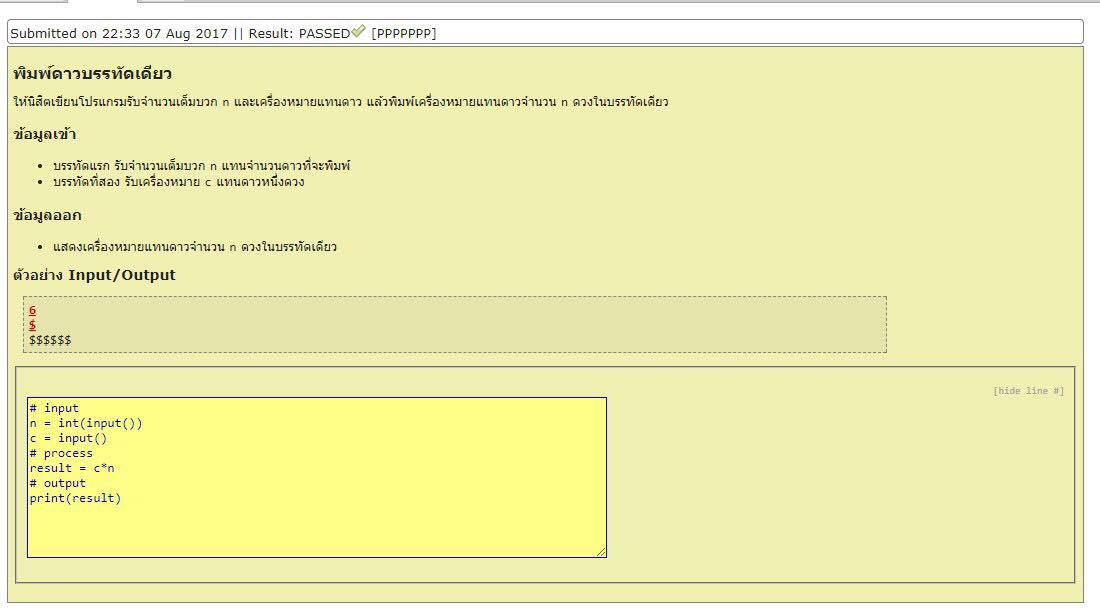 Submitted on 22:33 07 Aug 2017 || Result: PASSED [PPPPPPP]
พิมพ์ดาวบรรทัดเดียว
ให้นิสิตเขียนโปรแกรมรับจำนวนเต็มบวก n และเครื่องหมายแทนดาว แล้วพิมพ์เครื่องหมายแทนดาวจำนวน n ดวงในบรรทัดเดียว
ข้อมูลเข้า
• บรรทัดแรก รับจำนวนเต็มบวก n แทนจำนวนดาวที่จะพิมพ์
• บรรทัดที่สอง รับเครื่องหมาย c แทนดาวหนึ่งดวง
ข้อมูลออก
• แสดงเครื่องหมายแทนดาวจำนวน n ดวงในบรรทัดเดียว
ตัวอย่าง Input/Output
6
$
$$$$$$
[hide line #]
# input
n = int(input())
c = input()
# process
result = c*n
# output
print(result)